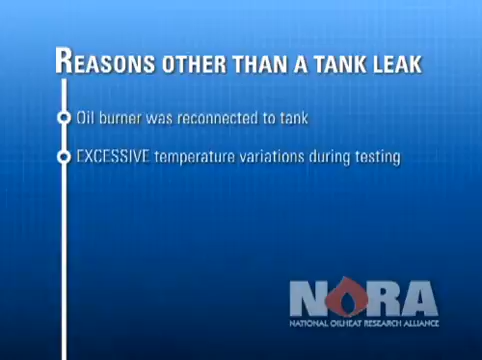 REASONS OTHER THAN A TANK LEAK
Oil burner was reconnected to tank
EXCESSIVE temperature variations during testing
NORA
NATIONAL OILHEAT RESEARCH ALLIANCE